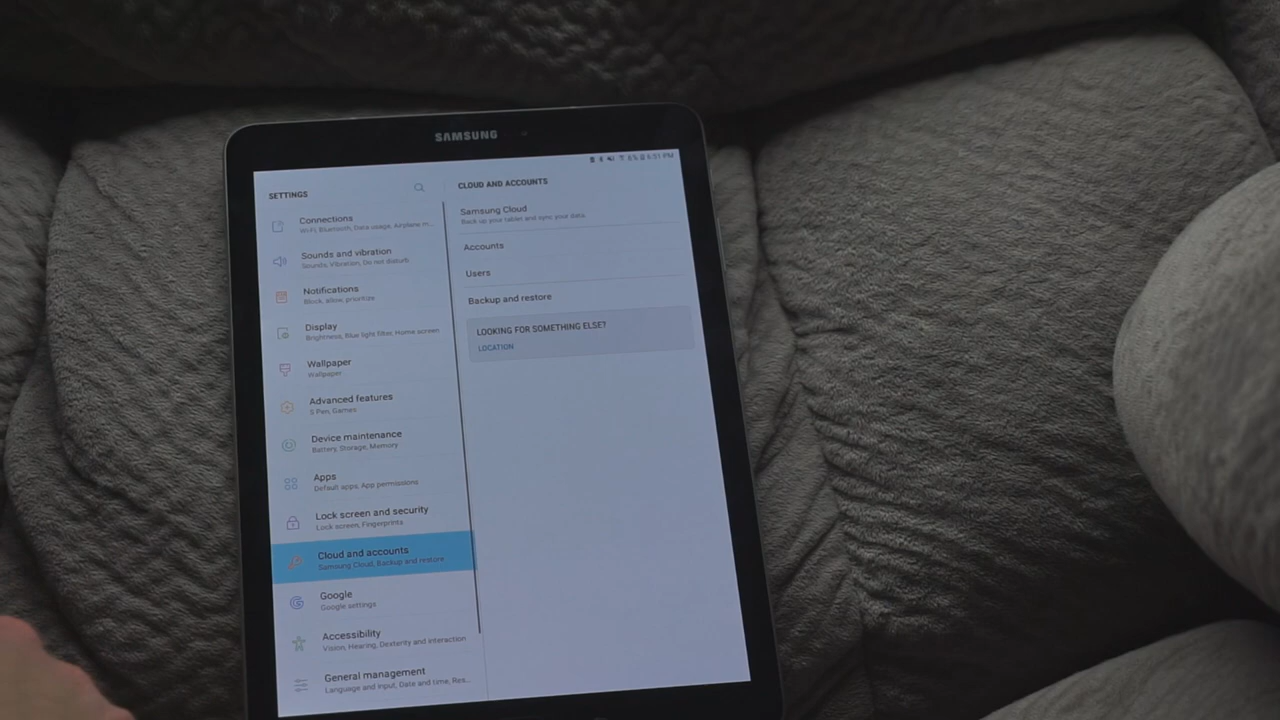 SAMSUNG
6:51 PM
SETTINGS
Connections
Wi-Fi, Bluetooth, Data usage, Airplane m...
Sounds and vibration
Sounds, Vibration, Do not disturb
Notifications
Block, allow, prioritize
Display
Brightness, Blue light filter, Home screen
Wallpaper
Wallpaper
Advanced features
S Pen, Games
Device maintenance
Battery, Storage, Memory
Apps
Default apps, App permissions
Lock screen and security
Lock screen, Fingerprints
Cloud and accounts
Samsung Cloud, Backup and restore
Google
Google settings
Accessibility
Vision, Hearing, Dexterity and interaction
General management
Language and input, Date and time, Res...
CLOUD AND ACCOUNTS
Samsung Cloud
Back up your tablet and sync your data.
Accounts
Users
Backup and restore
LOOKING FOR SOMETHING ELSE?
LOCATION